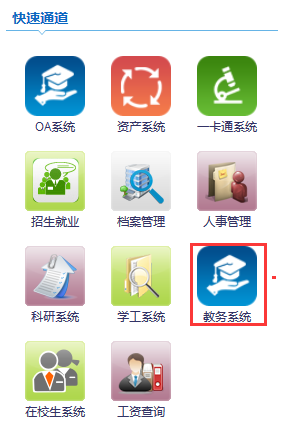 快速通道
OA系统 资产系统 一卡通系统
招生就业 档案管理 人事管理
科研系统 学工系统 教务系统
在校生系统 工资查询